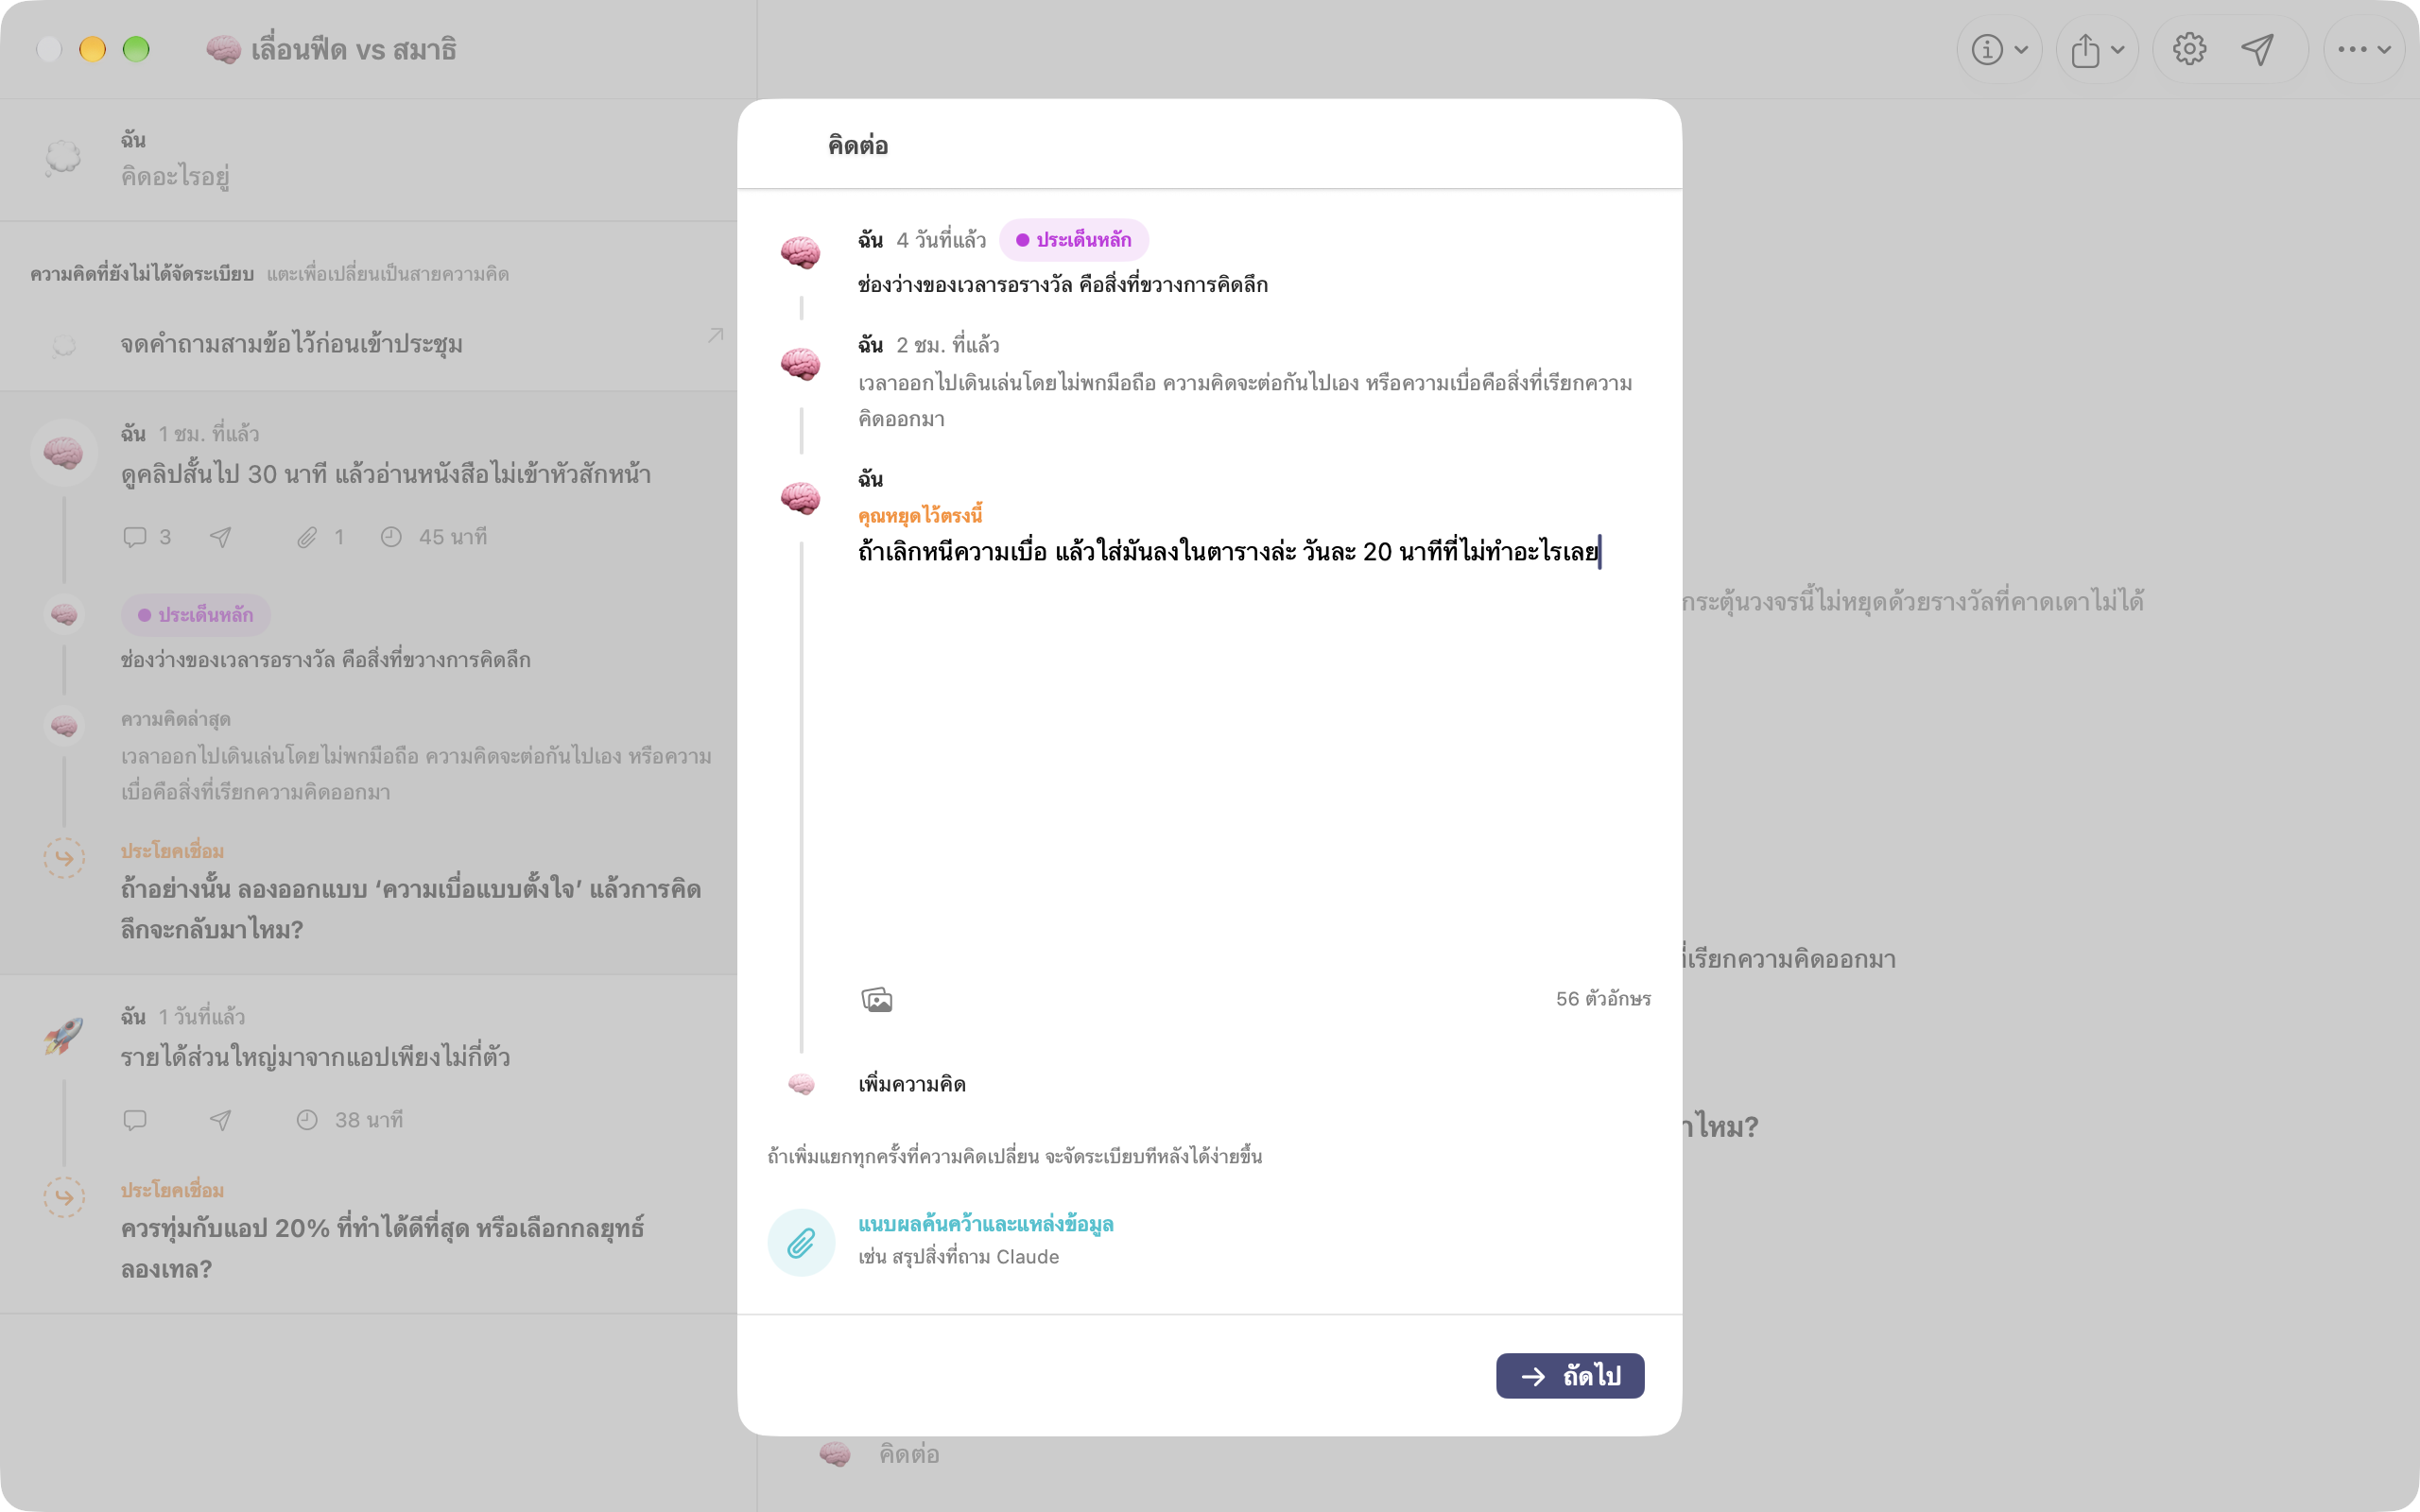 เลื่อนฟีด vs สมาธิ
ฉัน
คิดอะไรอยู่
ความคิดที่ยังไม่ได้จัดระเบียบ แตะเพื่อเปลี่ยนเป็นสายความคิด
จดคำถามสามข้อไว้ก่อนเข้าประชุม
ฉัน 1 ชม. ที่แล้ว
ดูคลิปสั้นไป 30 นาที แล้วอ่านหนังสือไม่เข้าหัวสักหน้า
3 1 45 นาที
ประเด็นหลัก
ช่องว่างของเวลารอรางวัล คือสิ่งที่ขวางการคิดลึก
ความคิดล่าสุด
เวลาออกไปเดินเล่นโดยไม่พกมือถือ ความคิดจะต่อกันไปเอง หรือความ
เบื่อคือสิ่งที่เรียกความคิดออกมา
ประโยคเชื่อม
ถ้าอย่างนั้น ลองออกแบบ ‘ความเบื่อแบบตั้งใจ’ แล้วการคิด
ลึกจะกลับมาไหม?
ฉัน 1 วันที่แล้ว
รายได้ส่วนใหญ่มาจากแอปเพียงไม่กี่ตัว
38 นาที
ประโยคเชื่อม
ควรทุ่มกับแอป 20% ที่ทำได้ดีที่สุด หรือเลือกกลยุทธ์
ลองเทล?
คิดต่อ
ฉัน 4 วันที่แล้ว ประเด็นหลัก
ช่องว่างของเวลารอรางวัล คือสิ่งที่ขวางการคิดลึก
ฉัน 2 ชม. ที่แล้ว
เวลาออกไปเดินเล่นโดยไม่พกมือถือ ความคิดจะต่อกันไปเอง หรือความเบื่อคือสิ่งที่เรียกความ
คิดออกมา
ฉัน
คุณหยุดไว้ตรงนี้
ถ้าเลิกหนีความเบื่อ แล้วใส่มันลงในตารางล่ะ วันละ 20 นาทีที่ไม่ทำอะไรเลย
56 ตัวอักษร
เพิ่มความคิด
ถ้าเพิ่มแยกทุกครั้งที่ความคิดเปลี่ยน จะจัดระเบียบทีหลังได้ง่ายขึ้น
แนบผลค้นคว้าและแหล่งข้อมูล
เช่น สรุปสิ่งที่ถาม Claude
ถัดไป
กระตุ้นวงจรนี้ไม่หยุดด้วยรางวัลที่คาดเดาไม่ได้
ที่เรียกความคิดออกมา
าไหม?
คิดต่อ